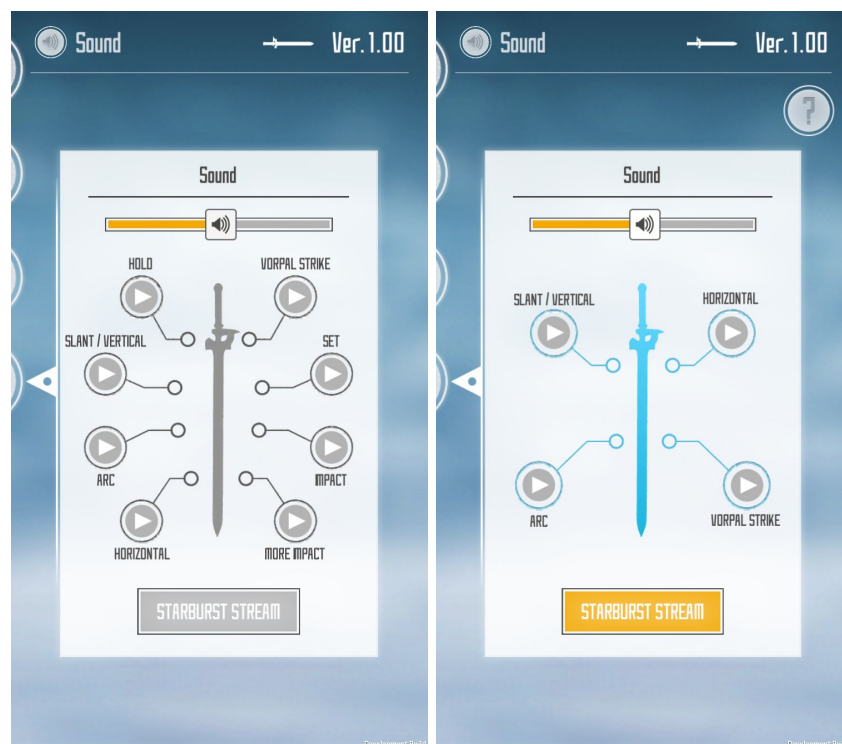 Sound
Ver.1.00
Sound
HOLD
VORPAL STRIKE
SLANT / VERTICAL
SET
ARC
IMPACT
HORIZONTAL
MORE IMPACT
STARBURST STREAM
Sound
Ver.1.00
?
Sound
SLANT / VERTICAL
HORIZONTAL
ARC
VORPAL STRIKE
STARBURST STREAM